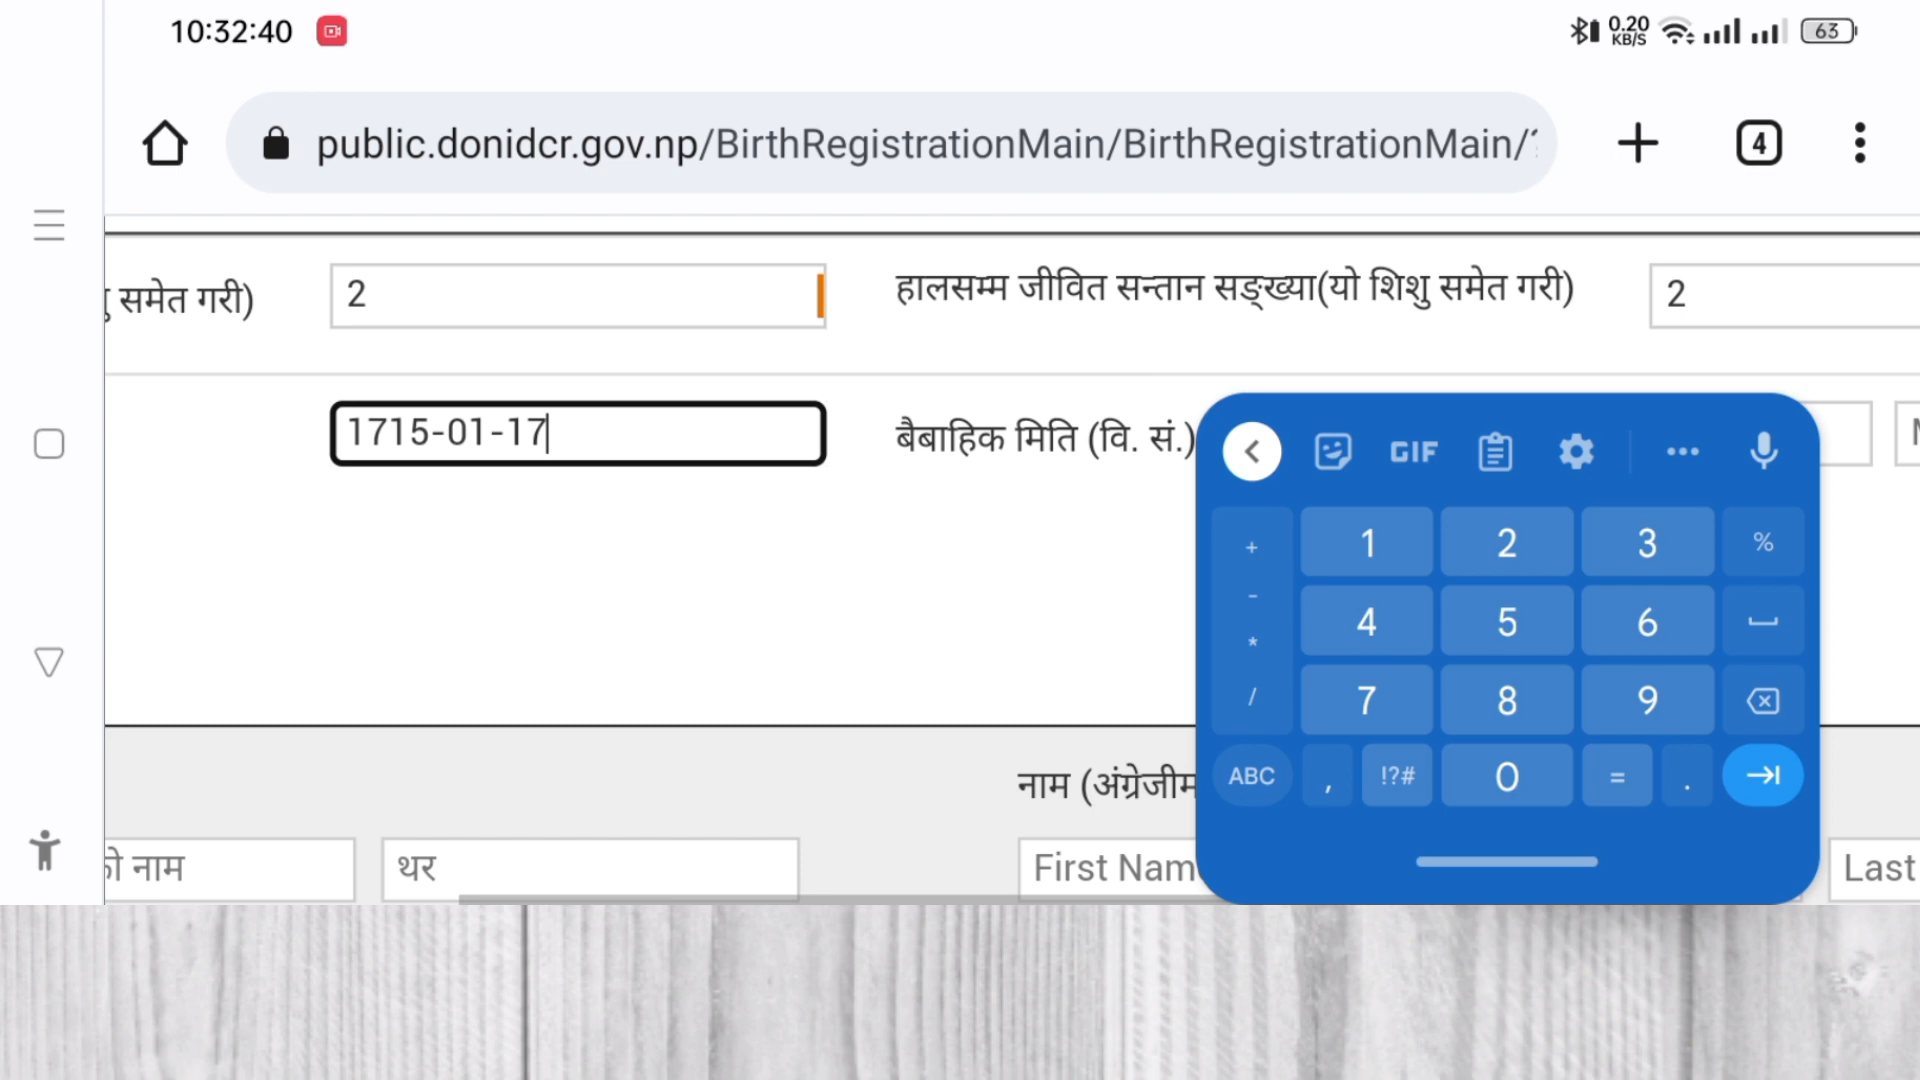 10:32:40 0.20 KB/S 63
public.donidcr.gov.np/BirthRegistrationMain/BirthRegistrationMain/ 4
समेत गरी) 2 हालसम्म जीवित सन्तान सङ्ख्या(यो शिशु समेत गरी) 2
1715-01-17 बैबाहिक मिति (वि. सं.)
GIF
+ 1 2 3 %
-
* 4 5 6
/ 7 8 9
ABC , !?# 0 = .
नाम (अंग्रेजीम
नाम थर First Nam Last